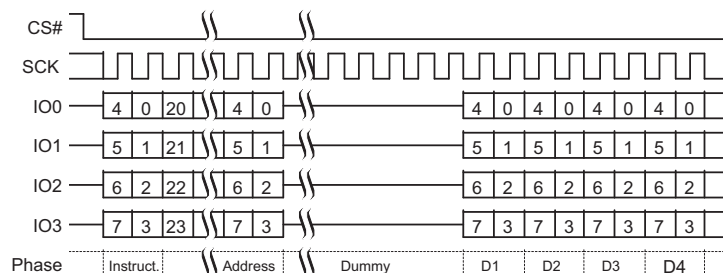 CS#
SCK
IO0 4 0 20 4 0 4 0 4 0 4 0 4 0
IO1 5 1 21 5 1 5 1 5 1 5 1 5 1
IO2 6 2 22 6 2 6 2 6 2 6 2 6 2
IO3 7 3 23 7 3 7 3 7 3 7 3 7 3
Phase Instruct. Address Dummy D1 D2 D3 D4